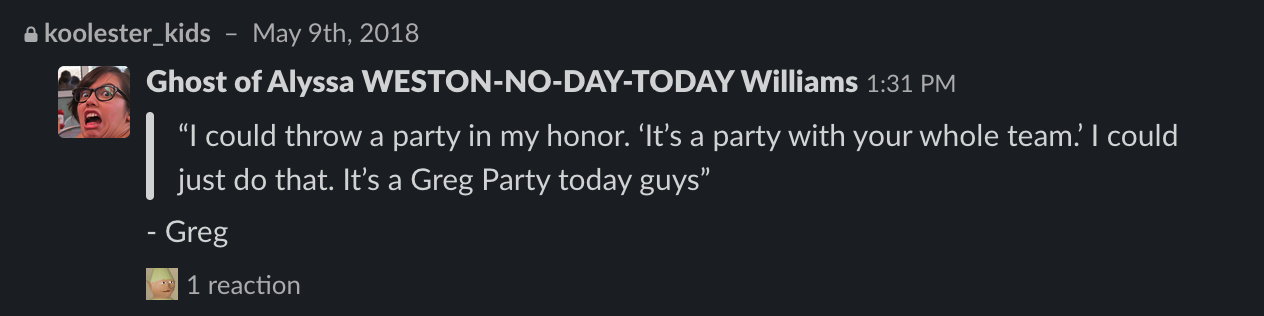 koolester_kids – May 9th, 2018
Ghost of Alyssa WESTON-NO-DAY-TODAY Williams 1:31 PM
“I could throw a party in my honor. ‘It’s a party with your whole team.’ I could
just do that. It’s a Greg Party today guys”
- Greg
1 reaction